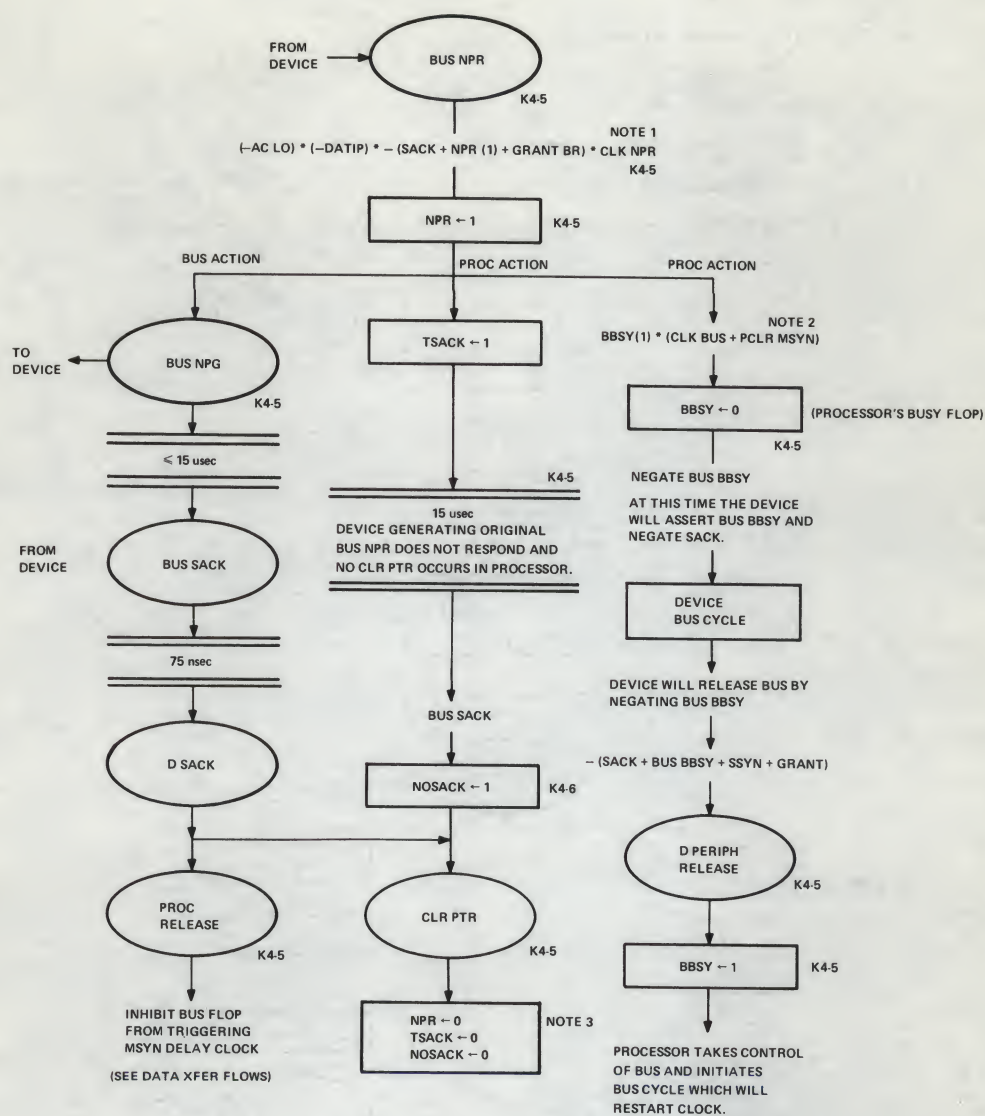 FROM
DEVICE
BUS NPR
K4-5
NOTE 1
(–AC LO) * (–DATIP) * – (SACK + NPR (1) + GRANT BR) * CLK NPR
K4-5
NPR ← 1
K4-5
BUS ACTION
PROC ACTION
PROC ACTION
TO
DEVICE
BUS NPG
K4-5
≤ 15 usec
FROM
DEVICE
BUS SACK
75 nsec
D SACK
PROC
RELEASE
K4-5
INHIBIT BUS FLOP
FROM TRIGGERING
MSYN DELAY CLOCK
(SEE DATA XFER FLOWS)
TSACK ← 1
K4-5
15 usec
DEVICE GENERATING ORIGINAL
BUS NPR DOES NOT RESPOND AND
NO CLR PTR OCCURS IN PROCESSOR.
BUS SACK
NOSACK ← 1
K4-6
CLR PTR
K4-5
NPR ← 0
TSACK ← 0
NOSACK ← 0
NOTE 3
NOTE 2
BBSY(1) * (CLK BUS + PCLR MSYN)
BBSY ← 0
(PROCESSOR'S BUSY FLOP)
K4-5
NEGATE BUS BBSY
AT THIS TIME THE DEVICE
WILL ASSERT BUS BBSY AND
NEGATE SACK.
DEVICE
BUS CYCLE
DEVICE WILL RELEASE BUS BY
NEGATING BUS BBSY
– (SACK + BUS BBSY + SSYN + GRANT)
D PERIPH
RELEASE
K4-5
BBSY ← 1
K4-5
PROCESSOR TAKES CONTROL
OF BUS AND INITIATES
BUS CYCLE WHICH WILL
RESTART CLOCK.